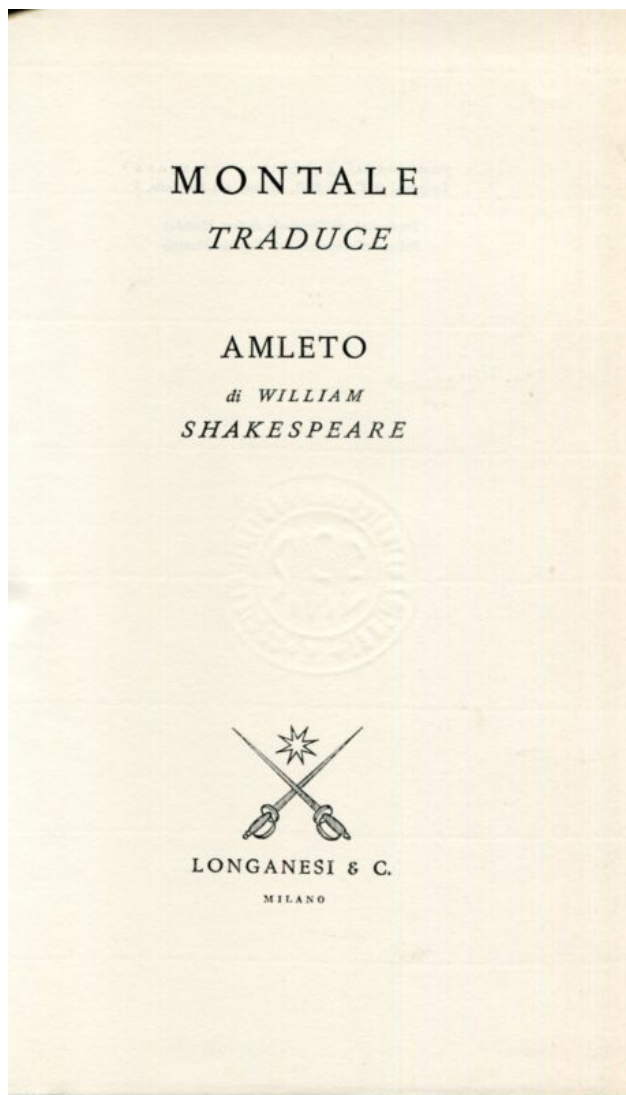 MONTALE
TRADUCE
AMLETO
di WILLIAM
SHAKESPEARE
LONGANESI & C.
MILANO